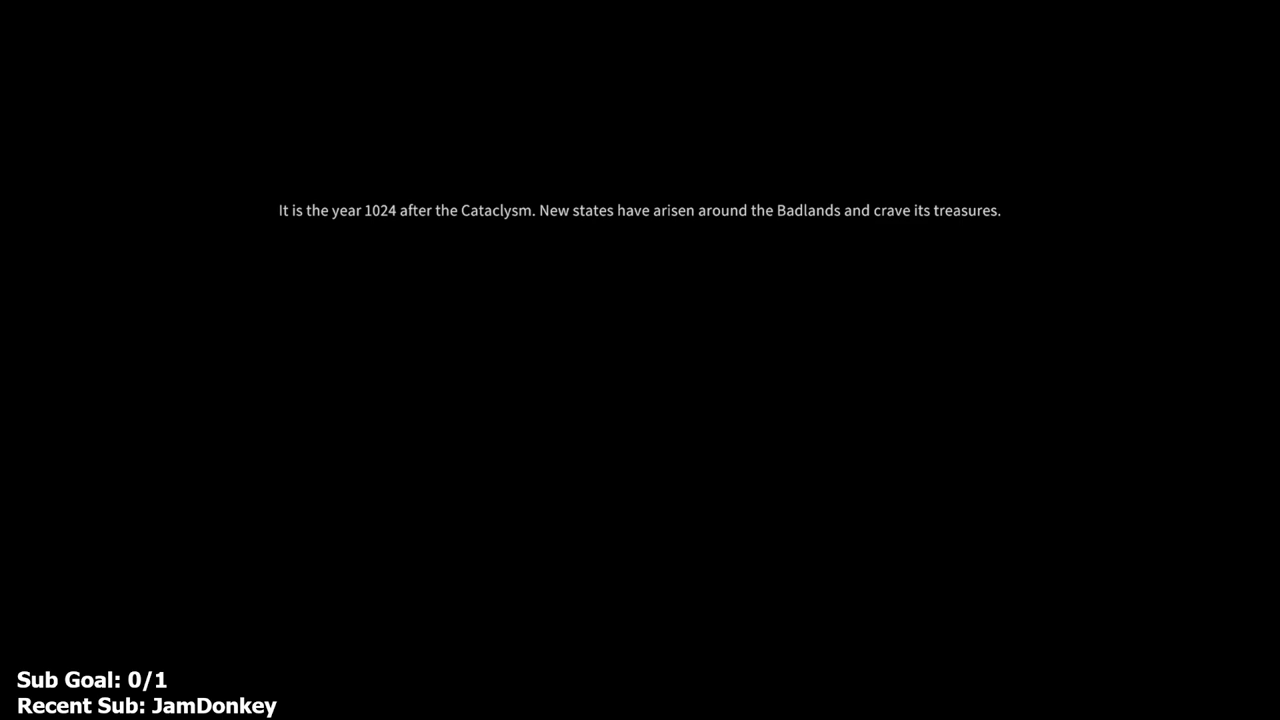 It is the year 1024 after the Cataclysm. New states have arisen around the Badlands and crave its treasures.
Sub Goal: 0/1
Recent Sub: JamDonkey